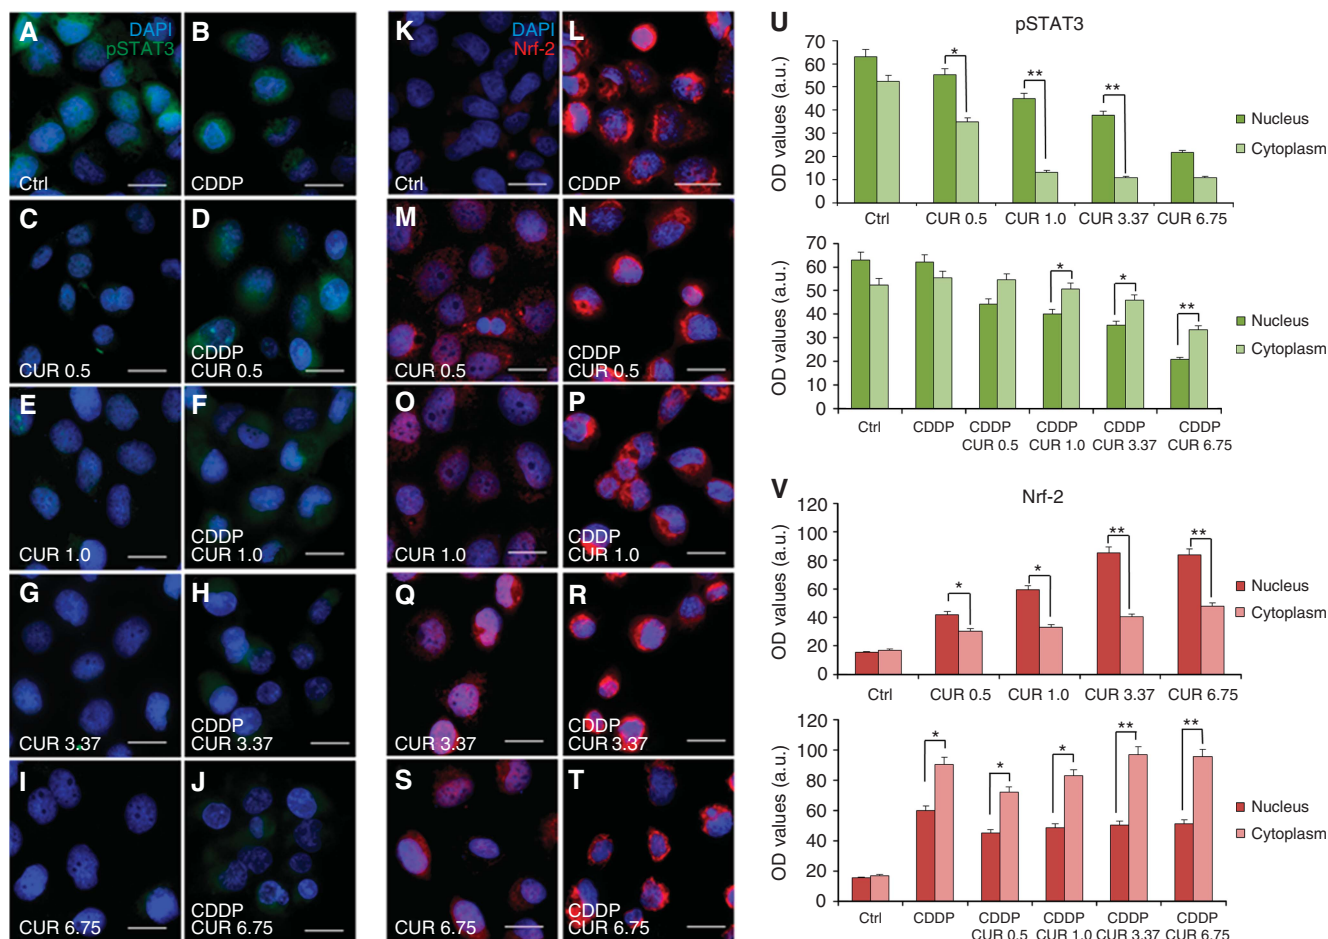 A
DAPI
pSTAT3
Ctrl
B
CDDP
C
CUR 0.5
D
CDDP
CUR 0.5
E
CUR 1.0
F
CDDP
CUR 1.0
G
CUR 3.37
H
CDDP
CUR 3.37
I
CUR 6.75
J
CDDP
CUR 6.75
K
DAPI
Nrf-2
Ctrl
L
CDDP
M
CUR 0.5
N
CDDP
CUR 0.5
O
CUR 1.0
P
CDDP
CUR 1.0
Q
CUR 3.37
R
CDDP
CUR 3.37
S
CUR 6.75
T
CDDP
CUR 6.75
U
pSTAT3
OD values (a.u.)
70
60
50
40
30
20
10
0
* ** **
Nucleus
Cytoplasm
Ctrl CUR 0.5 CUR 1.0 CUR 3.37 CUR 6.75
OD values (a.u.)
70
60
50
40
30
20
10
0
* * **
Nucleus
Cytoplasm
Ctrl CDDP CDDP CDDP CDDP CDDP
CUR 0.5 CUR 1.0 CUR 3.37 CUR 6.75
V
Nrf-2
OD values (a.u.)
120
100
80
60
40
20
0
* * ** **
Nucleus
Cytoplasm
Ctrl CUR 0.5 CUR 1.0 CUR 3.37 CUR 6.75
OD values (a.u.)
120
100
80
60
40
20
0
* * * ** **
Nucleus
Cytoplasm
Ctrl CDDP CDDP CDDP CDDP CDDP
CUR 0.5 CUR 1.0 CUR 3.37 CUR 6.75